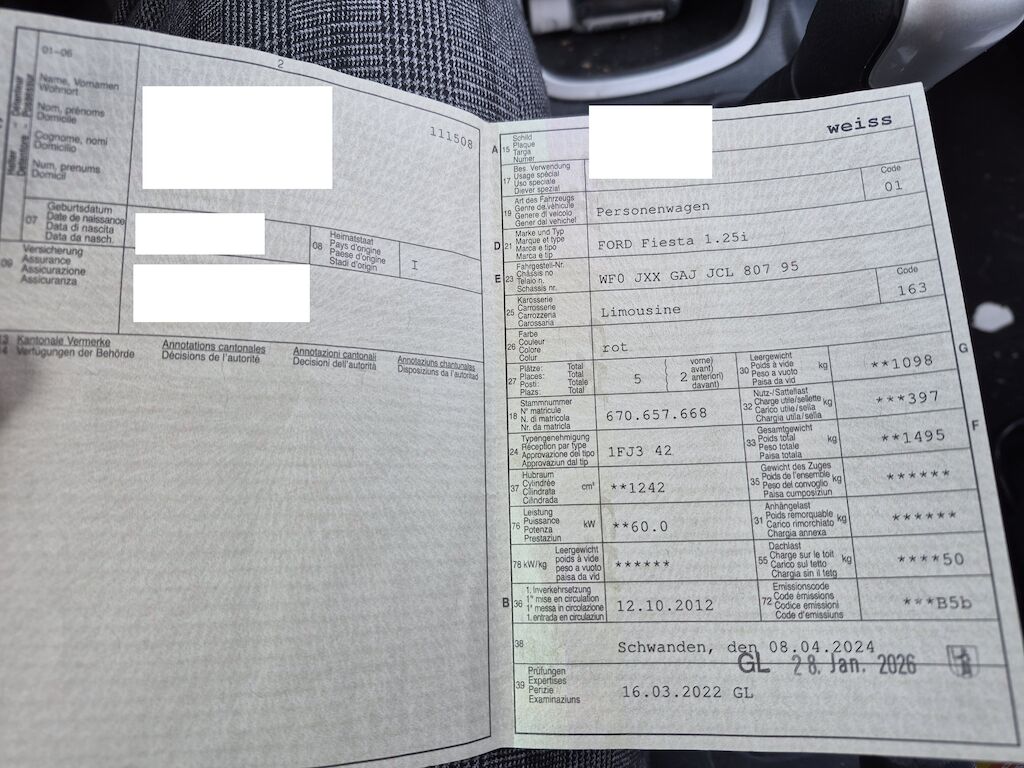 2
01-06
Halter
Détenteur
Detentore
Possessur
Name, Vornamen
Wohnort
Nom, prénoms
Domicile
Cognome, nomi
Domicilio
Num, prenums
Domicil
111508
07
Geburtsdatum
Date de naissance
Data di nascita
Data da nasch.
08
Heimatstaat
Pays d'origine
Paese d'origine
Stadi d'origin
I
09
Versicherung
Assurance
Assicurazione
Assicuranza
13
14
Kantonale Vermerke
Verfügungen der Behörde
Annotations cantonales
Décisions de l'autorité
Annotazioni cantonali
Decisioni dell'autorità
Annotaziuns chantunalas
Disposiziuns da l'autoritad
A 15
Schild
Plaque
Targa
Numer
weiss
17
Bes. Verwendung
Usage spécial
Uso speciale
Diever spezial
19
Art des Fahrzeugs
Genre de véhicule
Genere di veicolo
Gener dal vehichel
Personenwagen
Code
01
D 21
Marke und Typ
Marque et type
Marca e tipo
Marca e tip
FORD Fiesta 1.25i
E 23
Fahrgestell-Nr.
Châssis no
Telaio n.
Schassis nr.
WF0 JXX GAJ JCL 807 95
25
Karosserie
Carrosserie
Carrozzeria
Carossaria
Limousine
Code
163
26
Farbe
Couleur
Colore
Colur
rot
27
Plätze: Total
Places: Total
Posti: Totale
Plazs: Total
5
( 2
vorne)
avant)
anteriori)
davant)
30
Leergewicht
Poids à vide
Peso a vuoto
Paisa da vid
kg
**1098
G
18
Stammnummer
N° matricule
N. di matricola
Nr. da matricla
670.657.668
32
Nutz-/Sattellast
Charge utile/sellette
Carico utile/sella
Chargia utila/sella
kg
***397
24
Typengenehmigung
Réception par type
Approvazione del tipo
Approvaziun dal tip
1FJ3 42
33
Gesamtgewicht
Poids total
Peso totale
Paisa totala
kg
**1495
F
37
Hubraum
Cylindrée
Cilindrata
Cilindrada
cm³
**1242
35
Gewicht des Zuges
Poids de l'ensemble
Peso del convoglio
Paisa cumposiziun
kg
******
76
Leistung
Puissance
Potenza
Prestaziun
kW
**60.0
31
Anhängelast
Poids remorquable
Carico rimorchiato
Chargia annexa
kg
******
78 kW/kg
Leergewicht
poids à vide
peso a vuoto
paisa da vid
******
55
Dachlast
Charge sur le toit
Carico sul tetto
Chargia sin il tetg
kg
****50
B 36
1. Inverkehrsetzung
1re mise en circulation
1a messa in circolazione
1. entrada en circulaziun
12.10.2012
72
Emissionscode
Code émissions
Codice emissioni
Code d'emissiuns
***B5b
38
Schwanden, den 08.04.2024
GL 28. Jan. 2026
39
Prüfungen
Expertises
Perizie
Examinaziuns
16.03.2022 GL